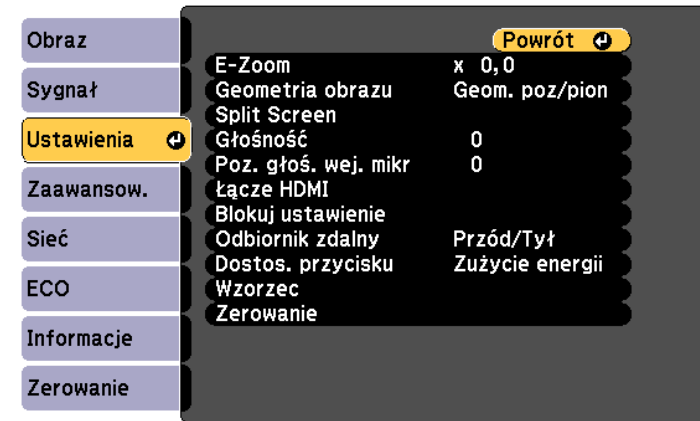 Obraz
Sygnał
Ustawienia
Zaawansow.
Sieć
ECO
Informacje
Zerowanie
Powrót
E-Zoom x 0,0
Geometria obrazu Geom. poz/pion
Split Screen
Głośność 0
Poz. głoś. wej. mikr 0
Łącze HDMI
Blokuj ustawienie
Odbiornik zdalny Przód/Tył
Dostos. przycisku Zużycie energii
Wzorzec
Zerowanie